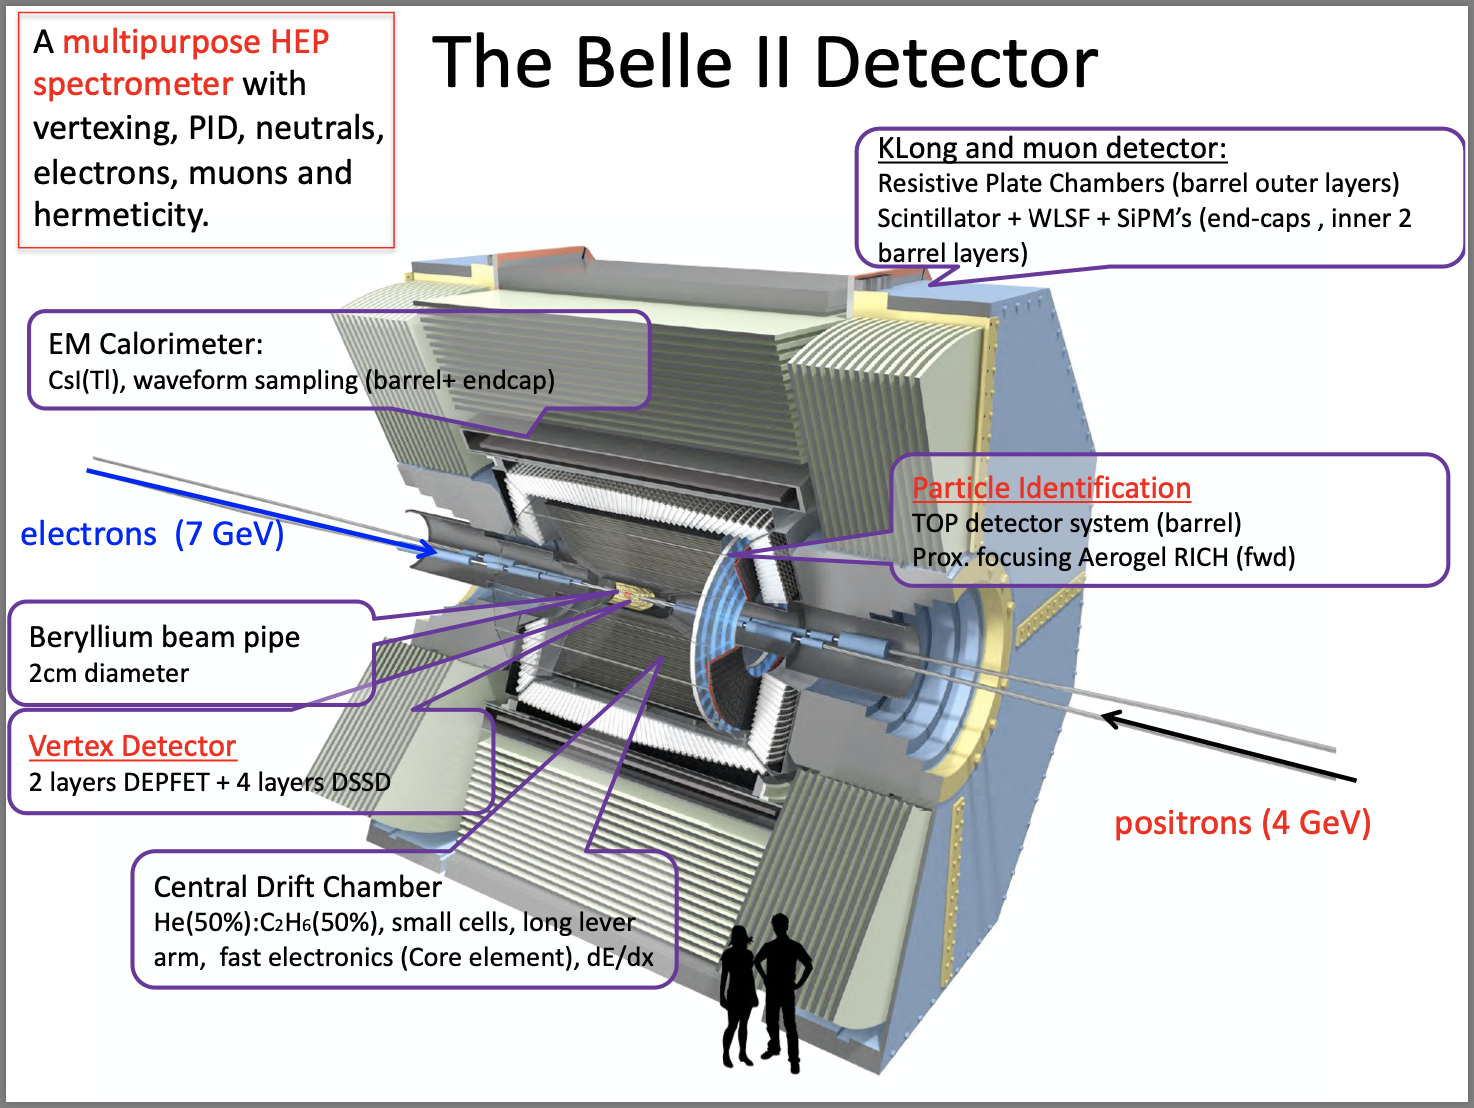 The Belle II Detector
A multipurpose HEP
spectrometer with
vertexing, PID, neutrals,
electrons, muons and
hermeticity.
KLong and muon detector:
Resistive Plate Chambers (barrel outer layers)
Scintillator + WLSF + SiPM’s (end-caps , inner 2
barrel layers)
EM Calorimeter:
CsI(Tl), waveform sampling (barrel+ endcap)
Particle Identification
TOP detector system (barrel)
Prox. focusing Aerogel RICH (fwd)
electrons  (7 GeV)
Beryllium beam pipe
2cm diameter
Vertex Detector
2 layers DEPFET + 4 layers DSSD
positrons (4 GeV)
Central Drift Chamber
He(50%):C₂H₆(50%), small cells, long lever
arm,  fast electronics (Core element), dE/dx